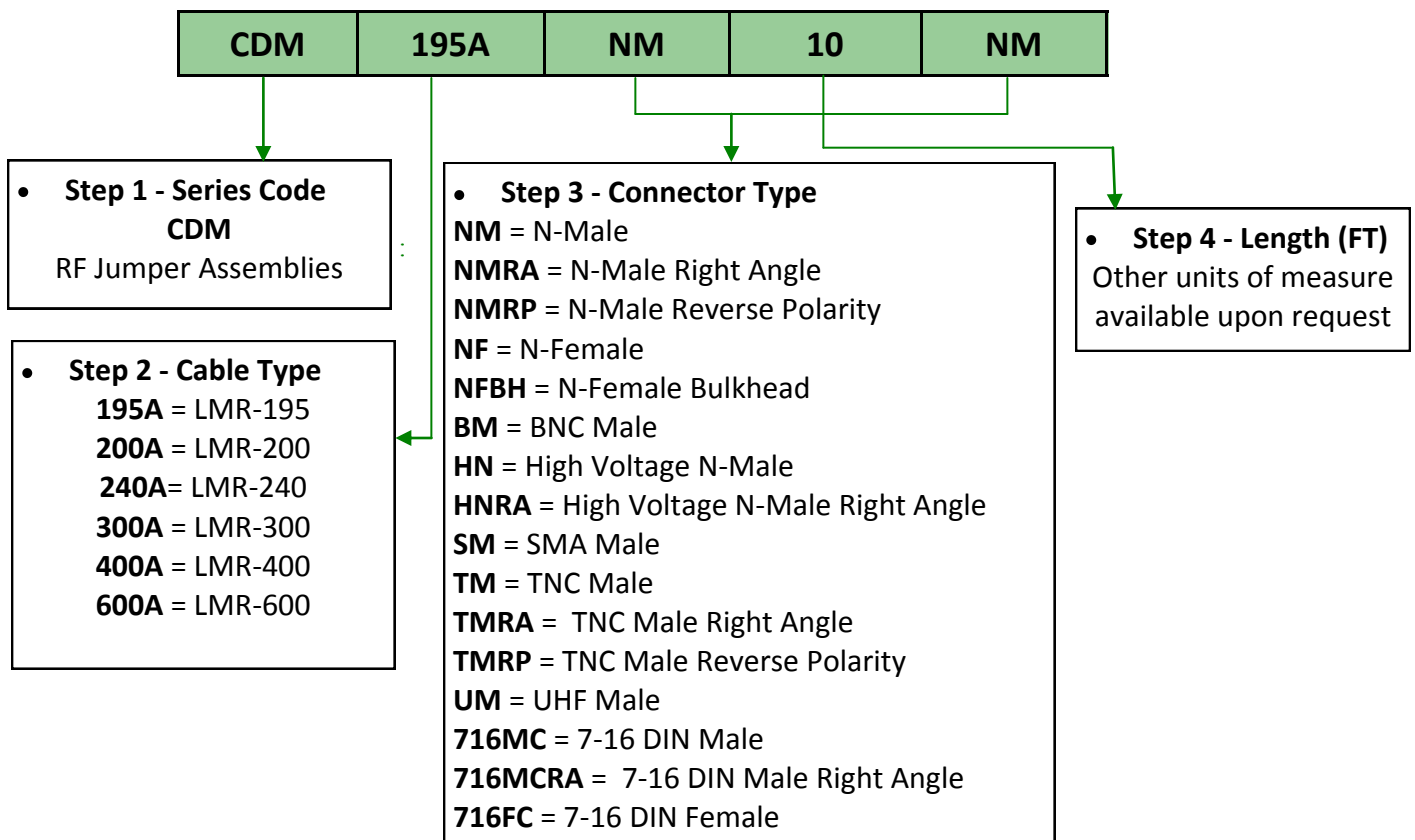 CDM 195A NM 10 NM
• Step 1 - Series Code
CDM
RF Jumper Assemblies
:
• Step 2 - Cable Type
195A = LMR-195
200A = LMR-200
240A= LMR-240
300A = LMR-300
400A = LMR-400
600A = LMR-600
• Step 3 - Connector Type
NM = N-Male
NMRA = N-Male Right Angle
NMRP = N-Male Reverse Polarity
NF = N-Female
NFBH = N-Female Bulkhead
BM = BNC Male
HN = High Voltage N-Male
HNRA = High Voltage N-Male Right Angle
SM = SMA Male
TM = TNC Male
TMRA =  TNC Male Right Angle
TMRP = TNC Male Reverse Polarity
UM = UHF Male
716MC = 7-16 DIN Male
716MCRA =  7-16 DIN Male Right Angle
716FC = 7-16 DIN Female
• Step 4 - Length (FT)
Other units of measure
available upon request